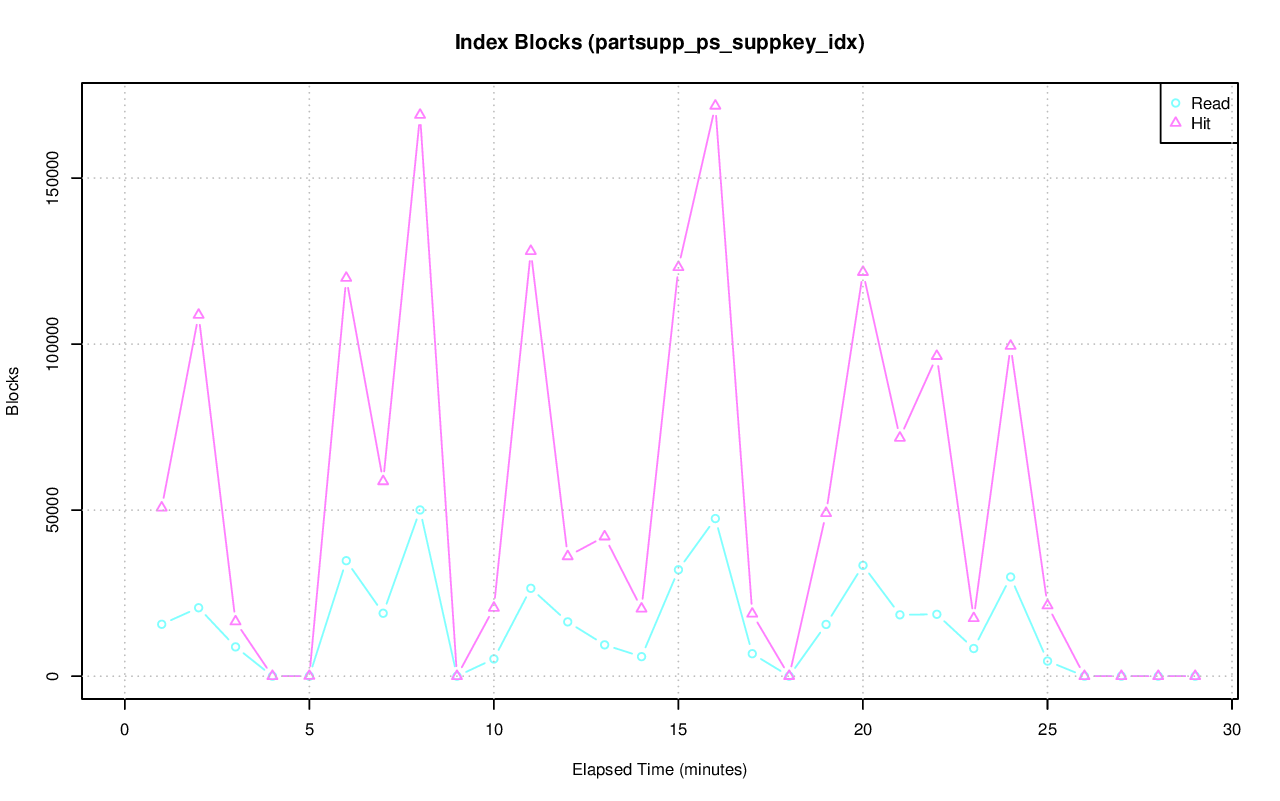 Index Blocks (partsupp_ps_suppkey_idx)
Read
Hit
Blocks
150000
100000
50000
0
0 5 10 15 20 25 30
Elapsed Time (minutes)